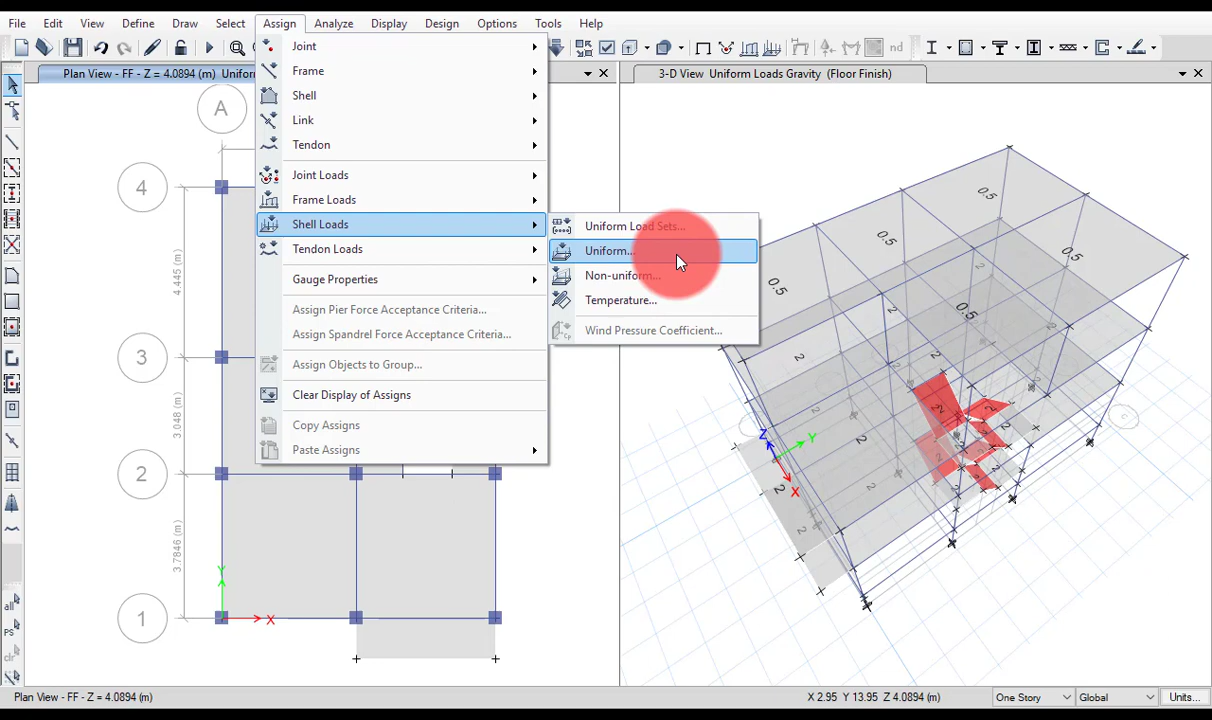 File Edit View Define Draw Select Assign Analyze Display Design Options Tools Help
nd
Plan View - FF - Z = 4.0894 (m) Unifor
3-D View Uniform Loads Gravity (Floor Finish)
Joint
Frame
Shell
Link
Tendon
Joint Loads
Frame Loads
Shell Loads
Tendon Loads
Gauge Properties
Assign Pier Force Acceptance Criteria...
Assign Spandrel Force Acceptance Criteria...
Assign Objects to Group...
Clear Display of Assigns
Copy Assigns
Paste Assigns
Uniform Load Sets...
Uniform...
Non-uniform...
Temperature...
Wind Pressure Coefficient...
A
4
4.445 (m)
3
3.048 (m)
2
3.7846 (m)
1
Y
X
all
PS
clr
0.5
0.5
0.5
0.5
2
2
2
2
2
2
Z
Y
X
Plan View - FF - Z = 4.0894 (m)
X 2.95 Y 13.95 Z 4.0894 (m)
One Story
Global
Units...